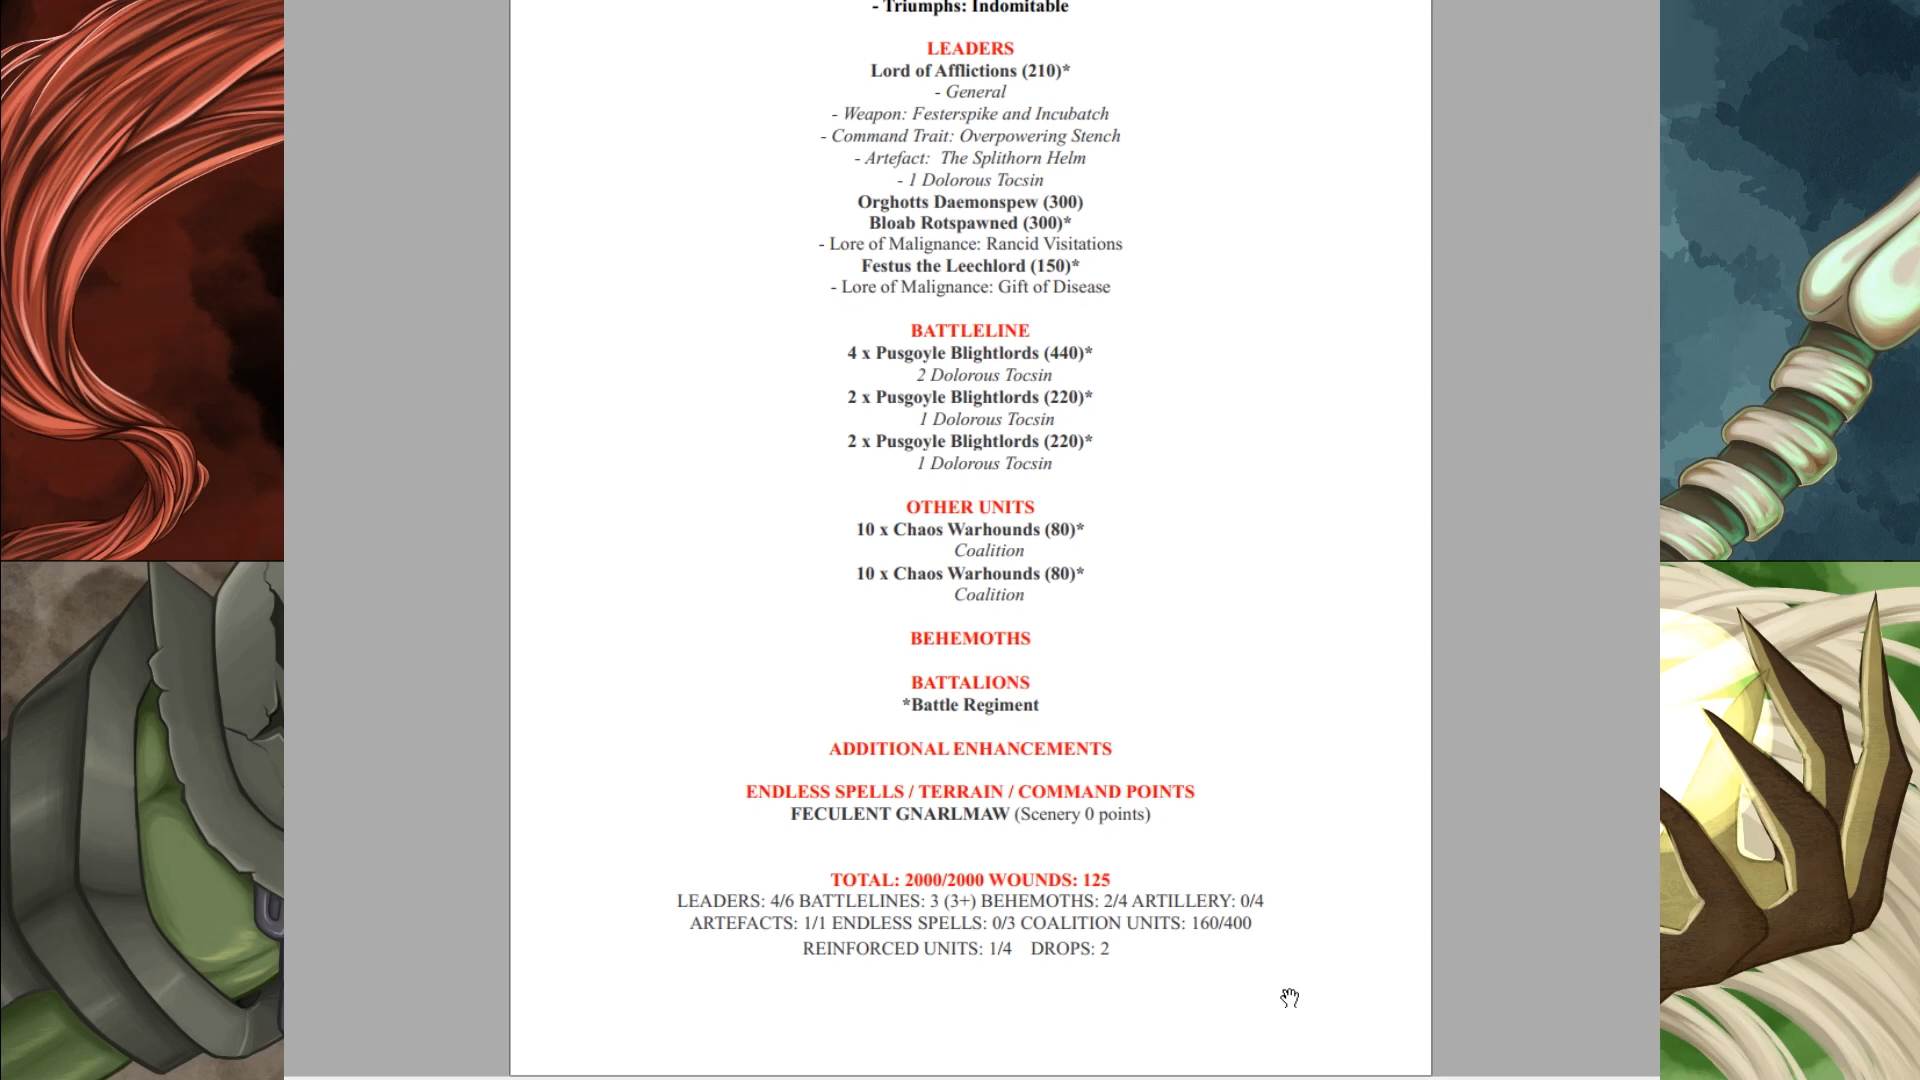 - Triumphs: Indomitable
LEADERS
Lord of Afflictions (210)*
- General
- Weapon: Festerspike and Incubatch
- Command Trait: Overpowering Stench
- Artefact: The Splithorn Helm
- 1 Dolorous Tocsin
Orghotts Daemonspew (300)
Bloab Rotspawned (300)*
- Lore of Malignance: Rancid Visitations
Festus the Leechlord (150)*
- Lore of Malignance: Gift of Disease
BATTLELINE
4 x Pusgoyle Blightlords (440)*
2 Dolorous Tocsin
2 x Pusgoyle Blightlords (220)*
1 Dolorous Tocsin
2 x Pusgoyle Blightlords (220)*
1 Dolorous Tocsin
OTHER UNITS
10 x Chaos Warhounds (80)*
Coalition
10 x Chaos Warhounds (80)*
Coalition
BEHEMOTHS
BATTALIONS
*Battle Regiment
ADDITIONAL ENHANCEMENTS
ENDLESS SPELLS / TERRAIN / COMMAND POINTS
FECULENT GNARLMAW (Scenery 0 points)
TOTAL: 2000/2000 WOUNDS: 125
LEADERS: 4/6 BATTLELINES: 3 (3+) BEHEMOTHS: 2/4 ARTILLERY: 0/4
ARTEFACTS: 1/1 ENDLESS SPELLS: 0/3 COALITION UNITS: 160/400
REINFORCED UNITS: 1/4 DROPS: 2